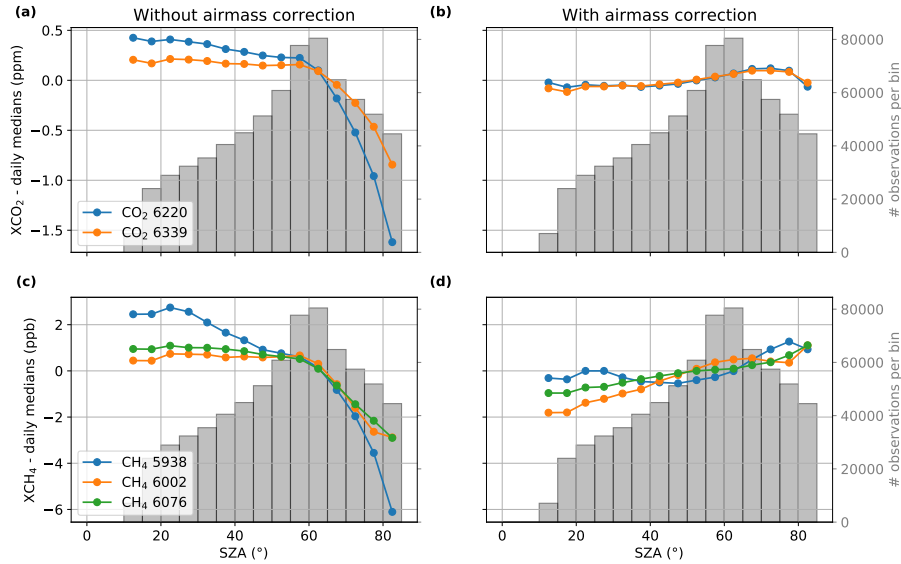 (a)
Without airmass correction
(b)
With airmass correction
0.5
0.0
−0.5
−1.0
−1.5
XCO₂ - daily medians (ppm)
CO₂ 6220
CO₂ 6339
80000
60000
40000
20000
0
# observations per bin
(c)
(d)
2
0
−2
−4
−6
XCH₄ - daily medians (ppb)
CH₄ 5938
CH₄ 6002
CH₄ 6076
0 20 40 60 80
SZA (°)
0 20 40 60 80
SZA (°)
80000
60000
40000
20000
0
# observations per bin